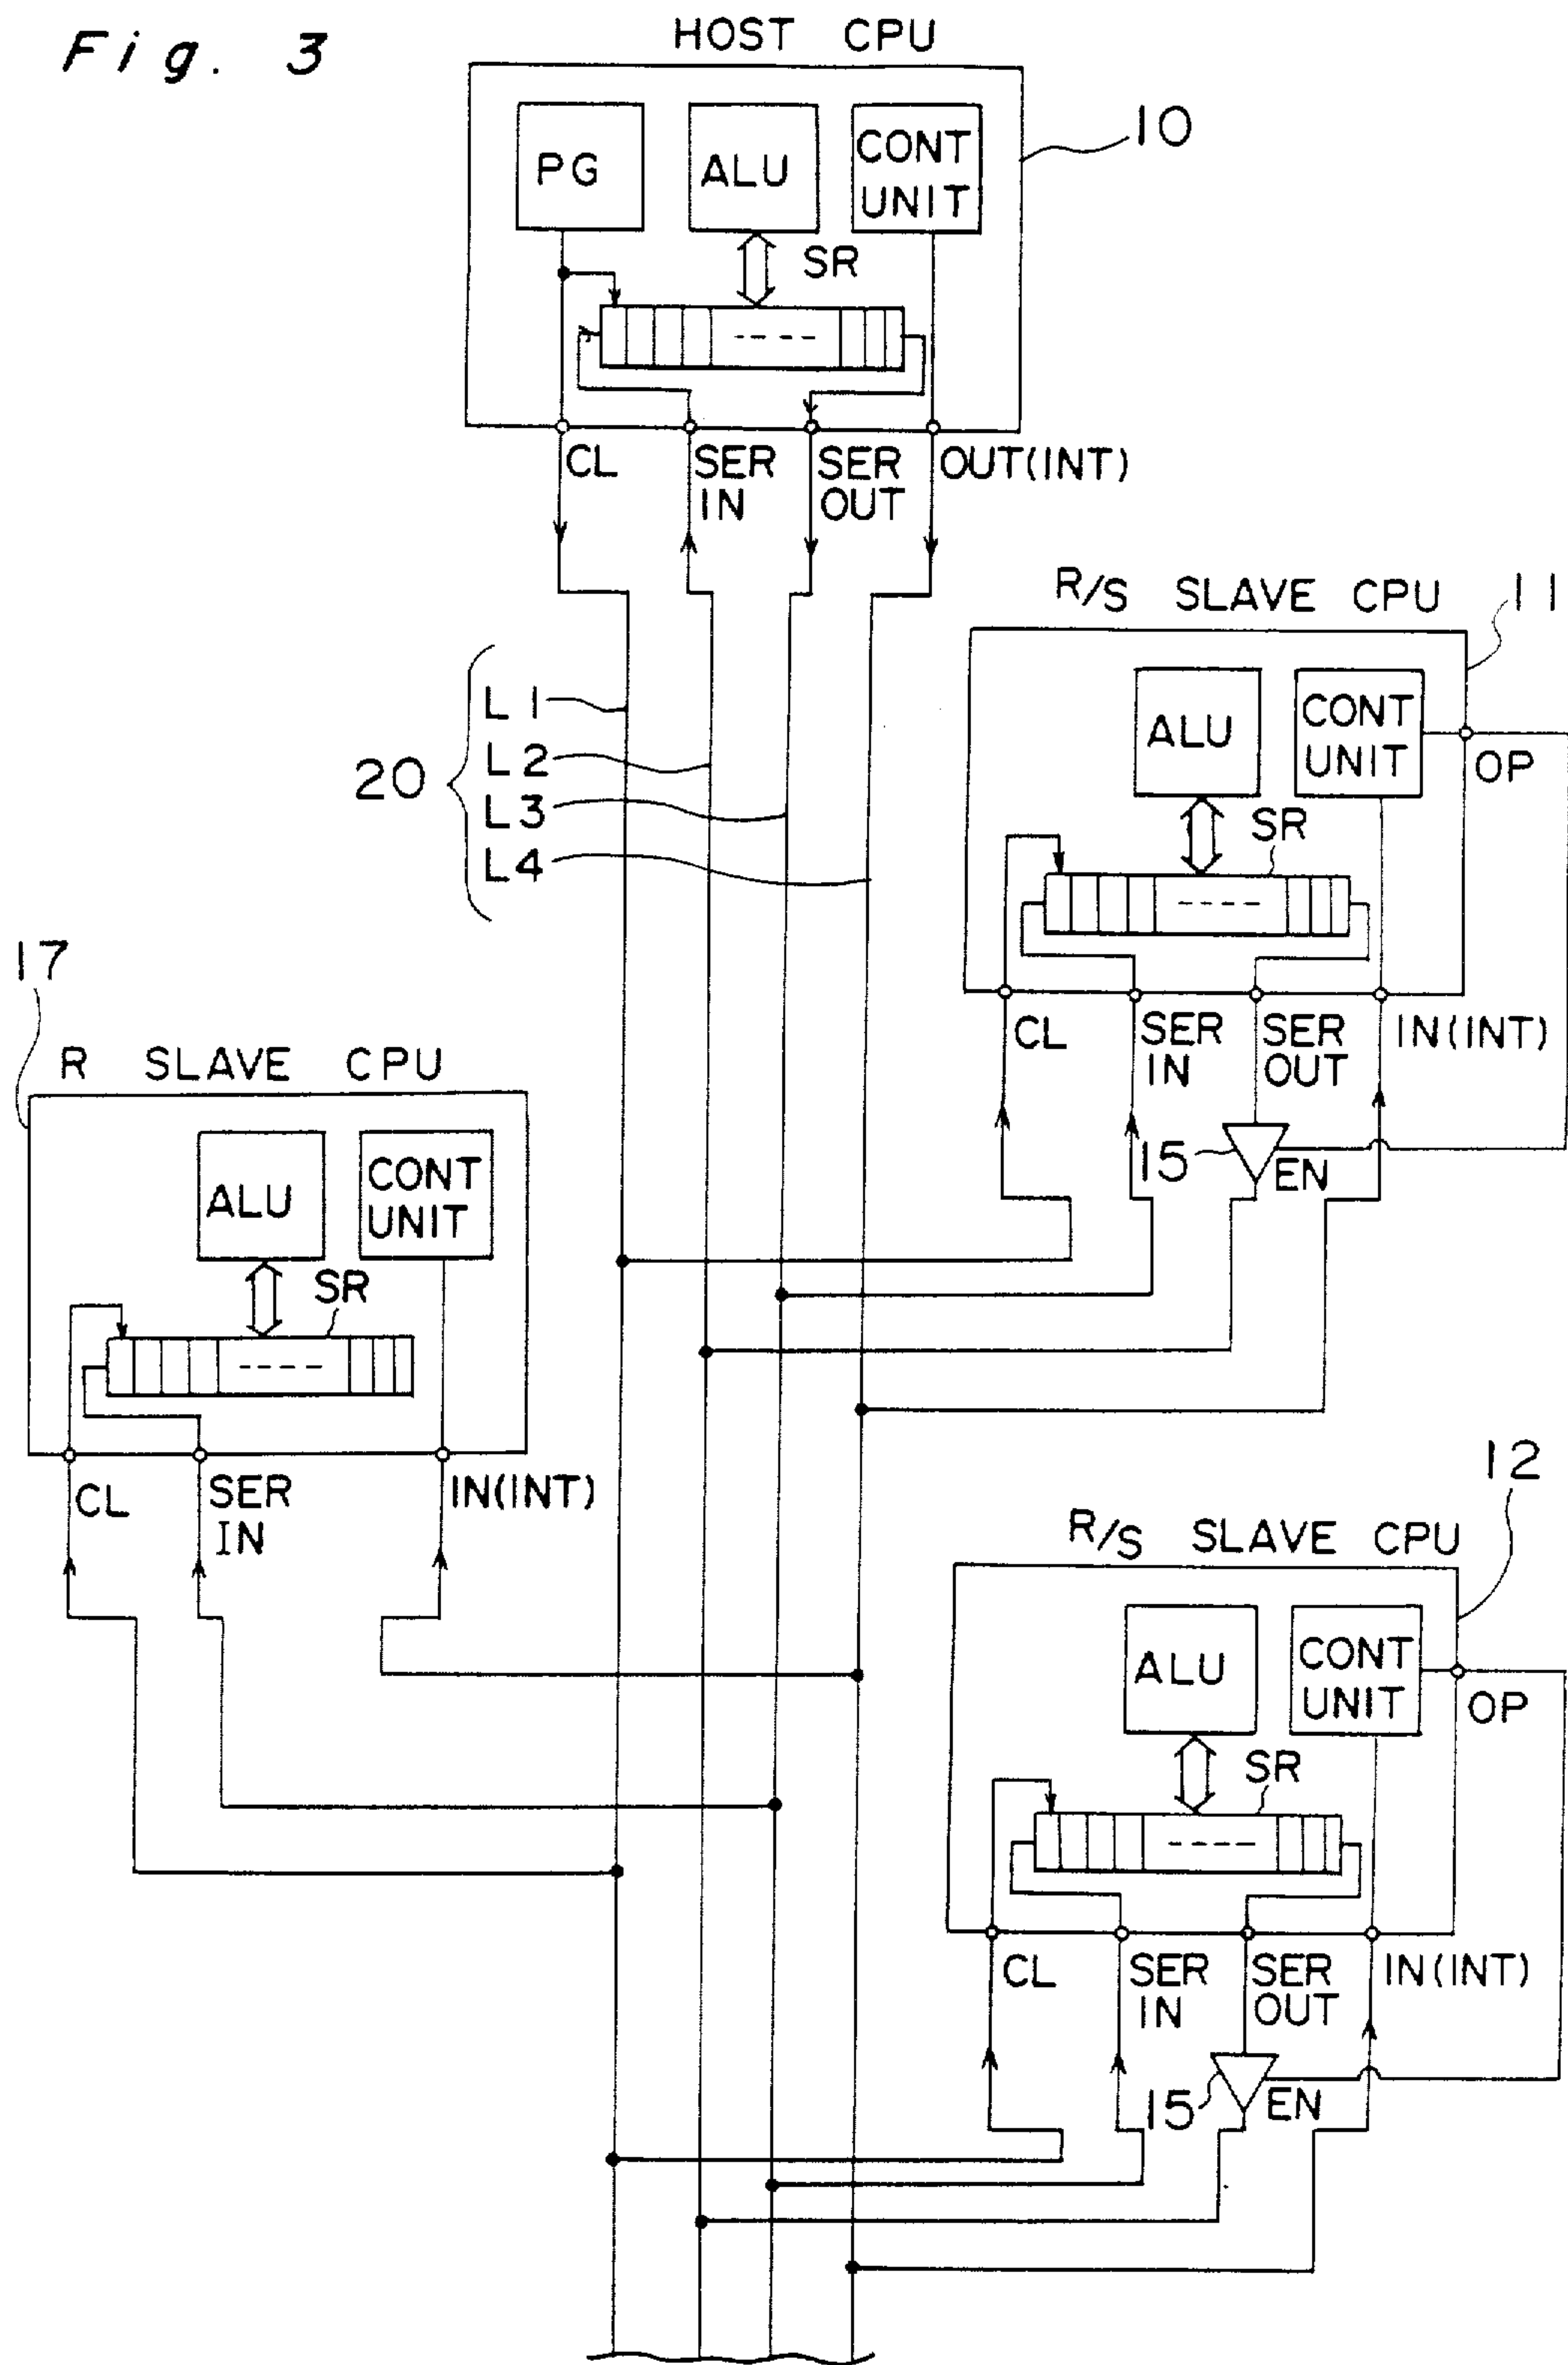 Fig. 3
HOST CPU
10
PG
ALU
CONT
UNIT
SR
CL
SER
IN
SER
OUT
OUT(INT)
R/S SLAVE CPU
11
ALU
CONT
UNIT
OP
SR
CL
SER
IN
SER
OUT
IN(INT)
15
EN
20
L1
L2
L3
L4
17
R SLAVE CPU
ALU
CONT
UNIT
SR
CL
SER
IN
IN(INT)
12
R/S SLAVE CPU
ALU
CONT
UNIT
OP
SR
CL
SER
IN
SER
OUT
IN(INT)
15
EN